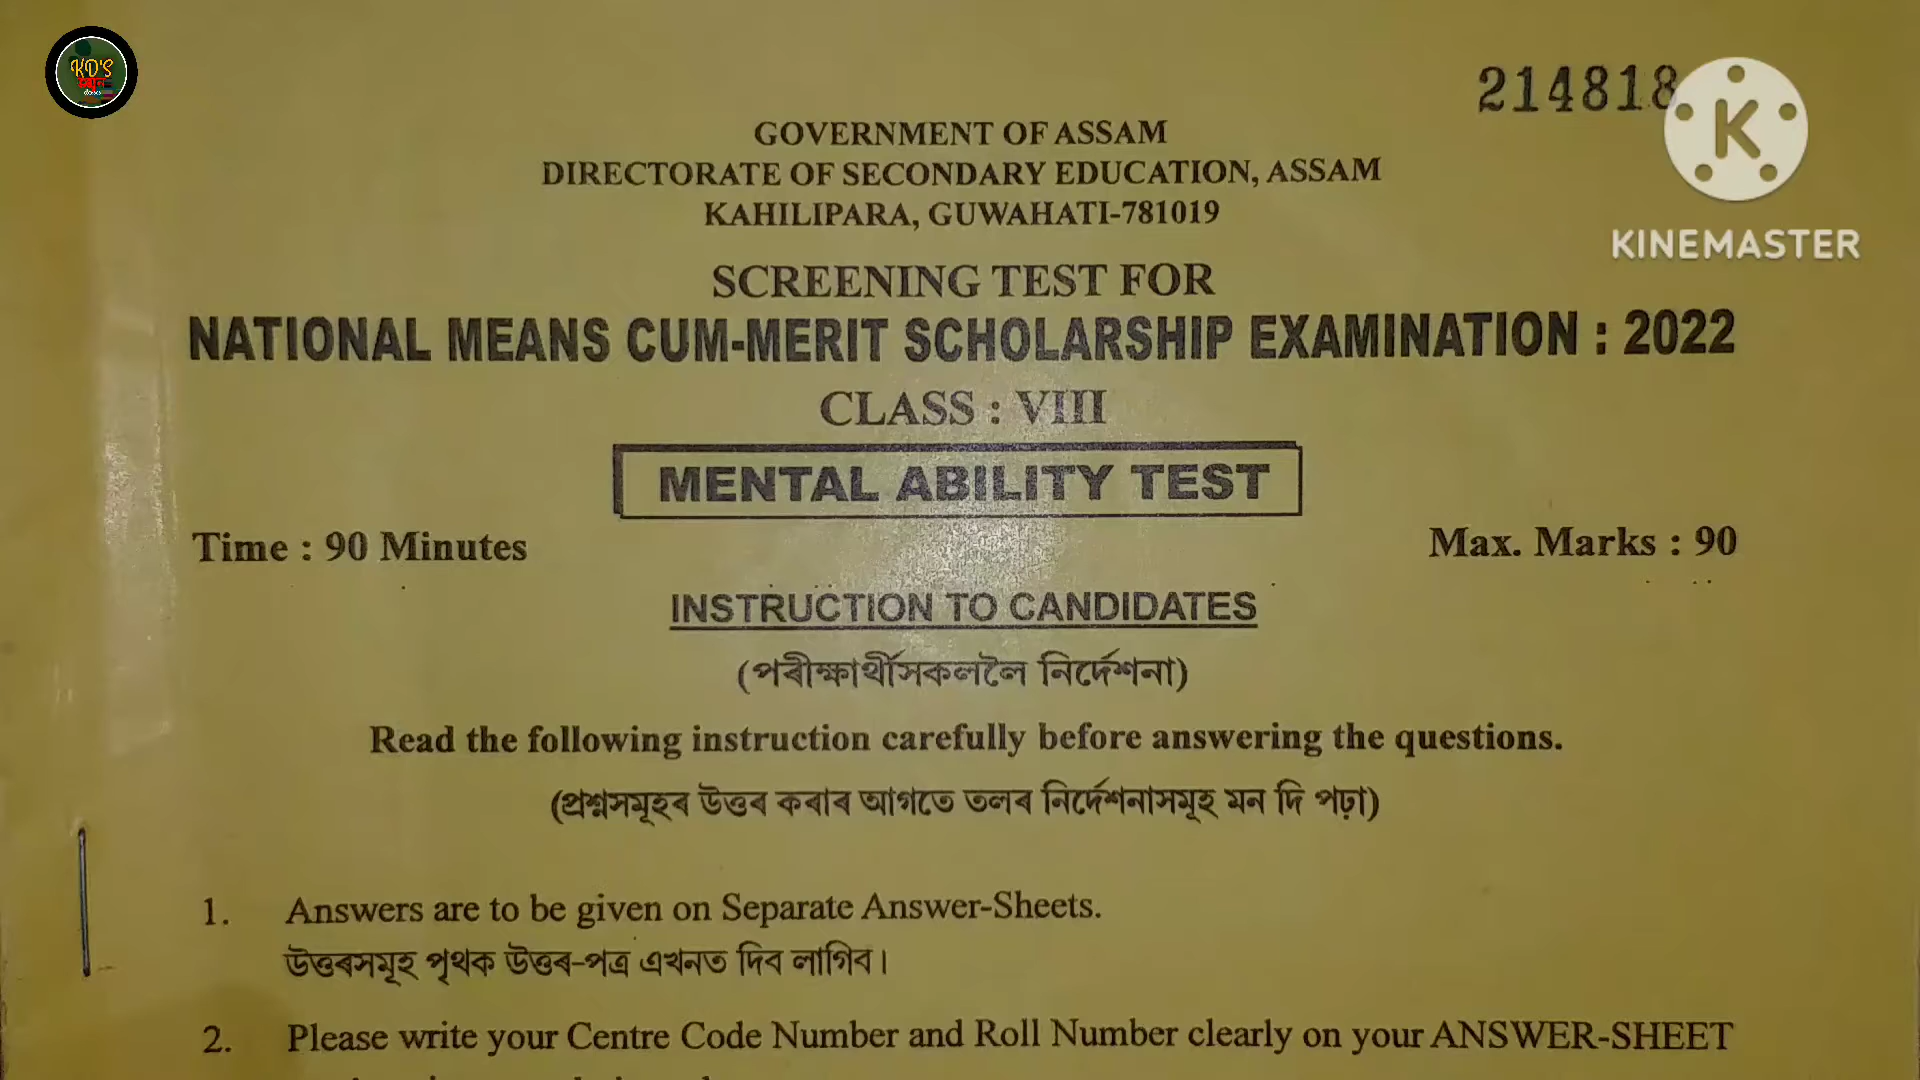 KD'S
214818
K
KINEMASTER
GOVERNMENT OF ASSAM
DIRECTORATE OF SECONDARY EDUCATION, ASSAM
KAHILIPARA, GUWAHATI-781019
SCREENING TEST FOR
NATIONAL MEANS CUM-MERIT SCHOLARSHIP EXAMINATION : 2022
CLASS : VIII
MENTAL ABILITY TEST
Time : 90 Minutes
Max. Marks : 90
INSTRUCTION TO CANDIDATES
(পৰীক্ষাৰ্থীসকললৈ নিৰ্দেশনা)
Read the following instruction carefully before answering the questions.
(প্ৰশ্নসমূহৰ উত্তৰ কৰাৰ আগতে তলৰ নিৰ্দেশনাসমূহ মন দি পঢ়া)
1. Answers are to be given on Separate Answer-Sheets.
উত্তৰসমূহ পৃথক উত্তৰ-পত্ৰ এখনত দিব লাগিব।
2. Please write your Centre Code Number and Roll Number clearly on your ANSWER-SHEET